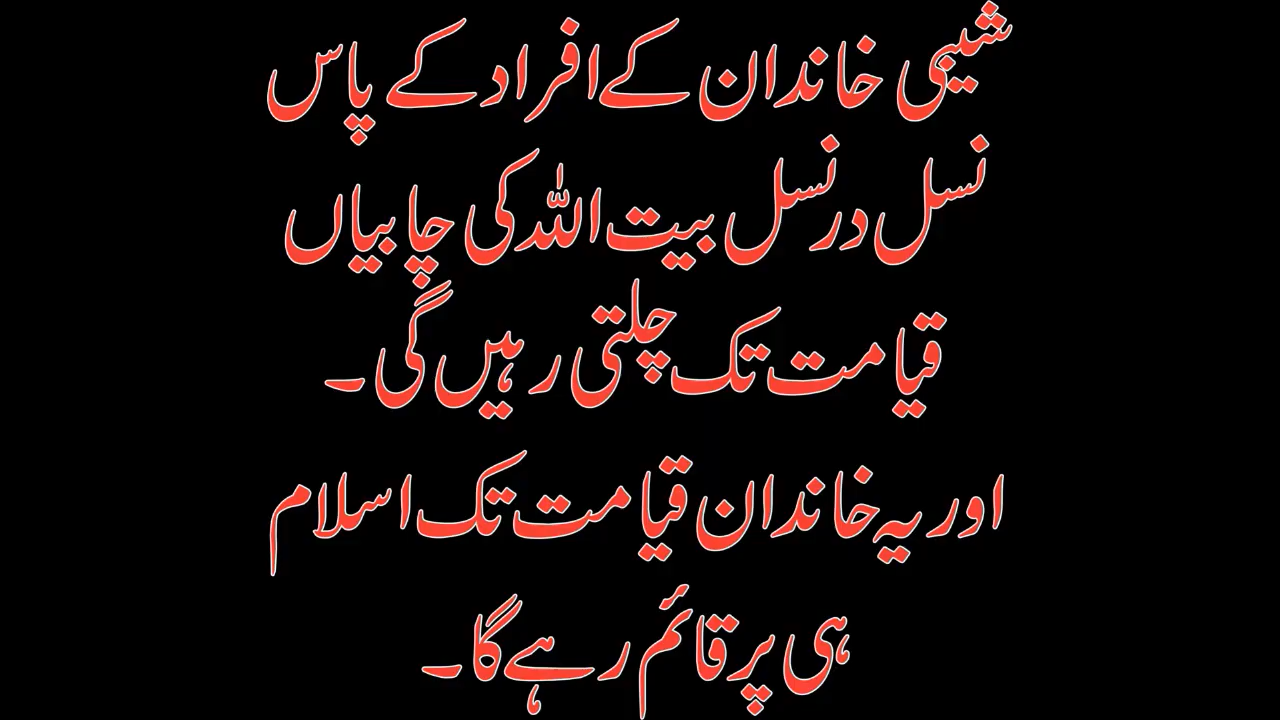 شیبی خاندان کے افراد کے پاس
نسل در نسل بیت اللہ کی چابیاں
قیامت تک چلتی رہیں گی۔
اور یہ خاندان قیامت تک اسلام
ہی پر قائم رہے گا۔